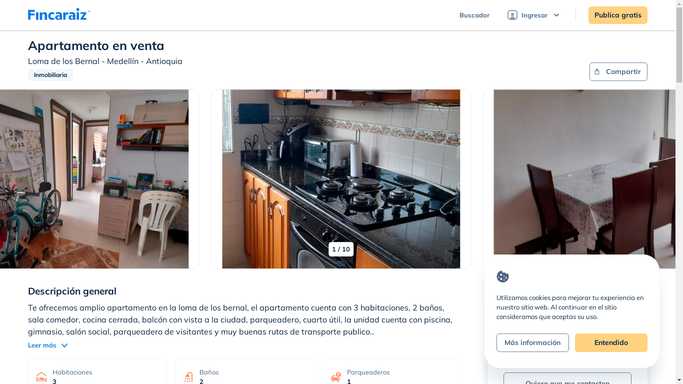 Fincaraiz
Buscador
Ingresar
Publica gratis
Apartamento en venta
Loma de los Bernal - Medellín - Antioquia
Inmobiliaria
Compartir
1 / 10
Descripción general
Te ofrecemos amplio apartamento en la loma de los bernal, el apartamento cuenta con 3 habitaciones, 2 baños,
sala comedor, cocina cerrada, balcón con vista a la ciudad, parqueadero, cuarto útil, la unidad cuenta con piscina,
gimnasio, salón social, parqueadero de visitantes y muy buenas rutas de transporte publico..
Leer más
Habitaciones
3
Baños
2
Parqueaderos
1
Utilizamos cookies para mejorar tu experiencia en
nuestro sitio web. Al continuar en el sitio
consideramos que aceptas su uso.
Más información
Entendido
Quiero que me contacten